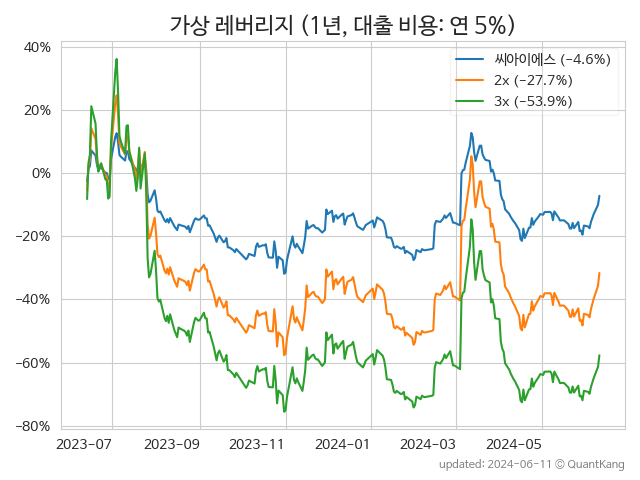 가상 레버리지 (1년, 대출 비용: 연 5%)
씨아이에스 (−4.6%)
2x (−27.7%)
3x (−53.9%)
40%
20%
0%
−20%
−40%
−60%
−80%
2023-07 2023-09 2023-11 2024-01 2024-03 2024-05
updated: 2024-06-11 © QuantKang